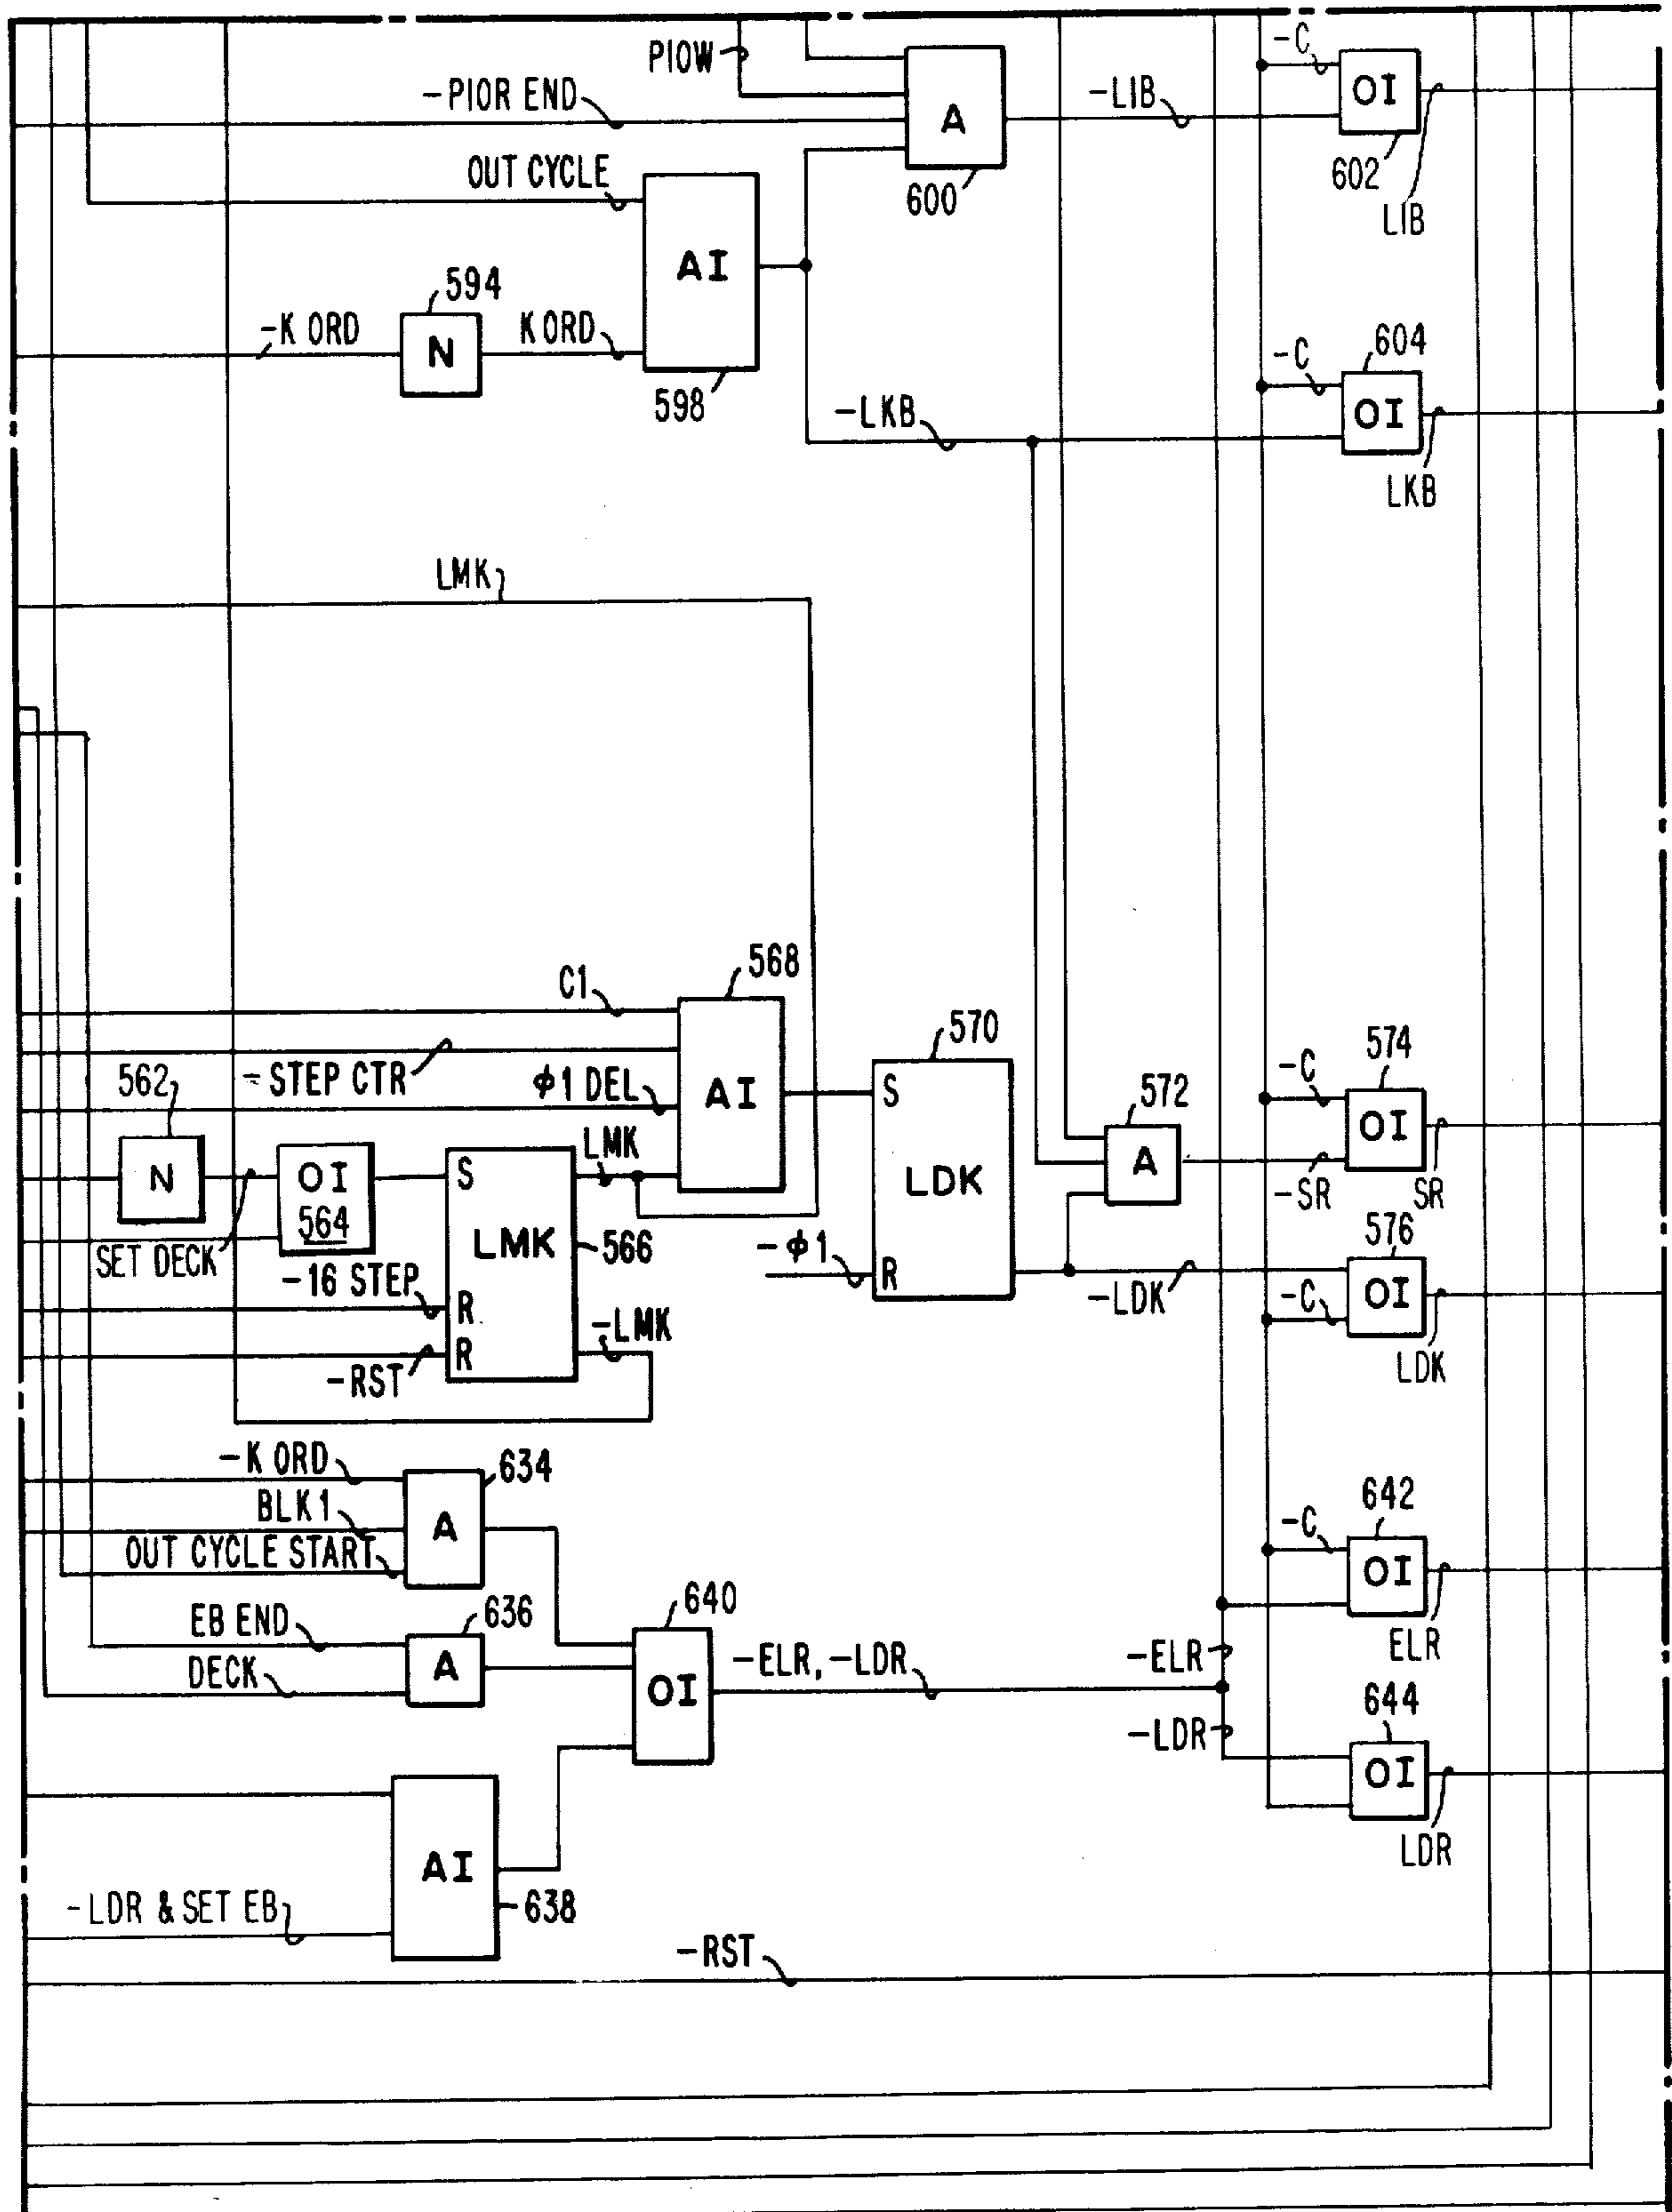 PIOW
-C
OI
-PIOR END
A
-LIB
602
LIB
OUT CYCLE
600
AI
594
-K ORD
N
K ORD
598
-C
604
OI
-LKB
LKB
LMK
C1
568
-STEP CTR
570
562
φ1 DEL
AI
S
572
-C
574
OI
N
OI
564
S
LMK
LDK
A
-SR
SR
SET DECK
LMK
566
-φ1
R
576
-16 STEP
R
-LDK
-C
OI
-LMK
-RST
R
LDK
-K ORD
634
BLK1
A
OUT CYCLE START
642
-C
OI
EB END
636
640
DECK
A
OI
-ELR, -LDR
-ELR
ELR
-LDR
644
OI
LDR
AI
-LDR & SET EB
638
-RST